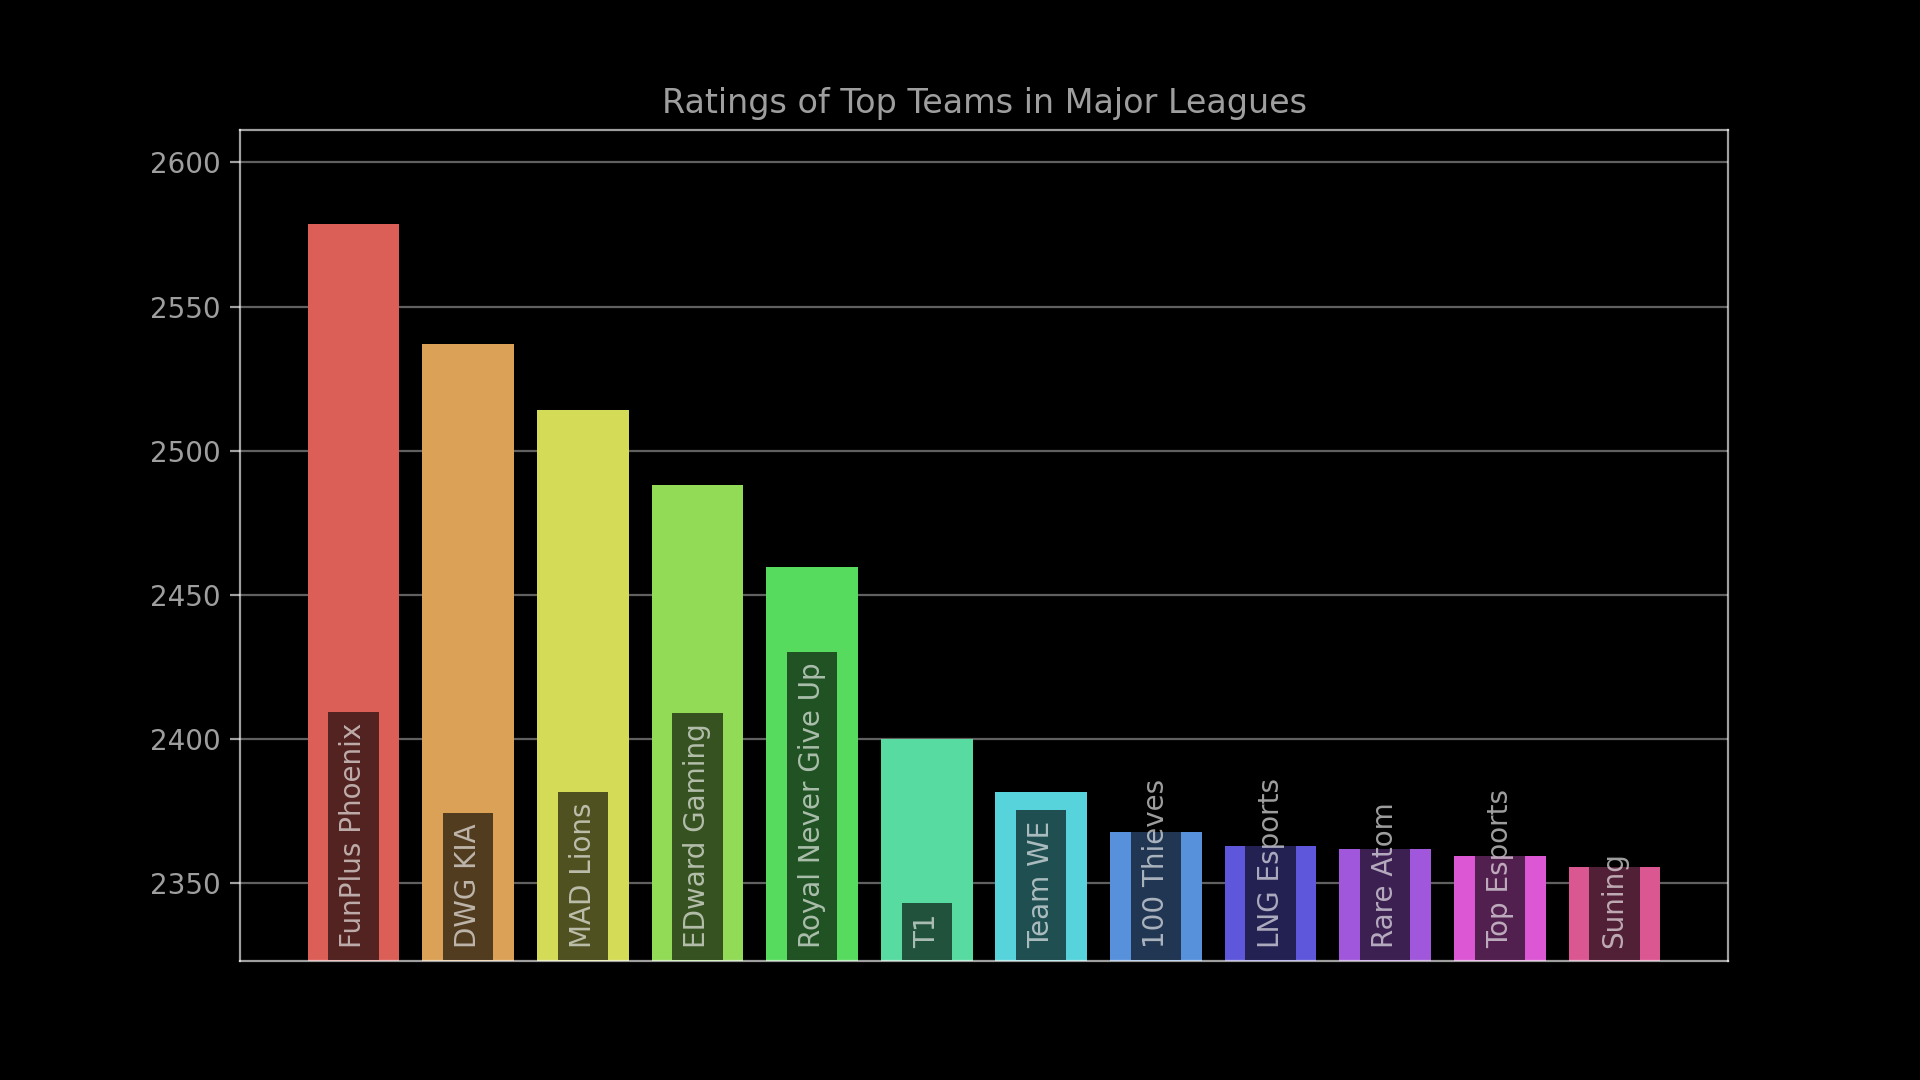 Ratings of Top Teams in Major Leagues
2600
2550
2500
2450
2400
2350
FunPlus Phoenix
DWG KIA
MAD Lions
EDward Gaming
Royal Never Give Up
T1
Team WE
100 Thieves
LNG Esports
Rare Atom
Top Esports
Suning